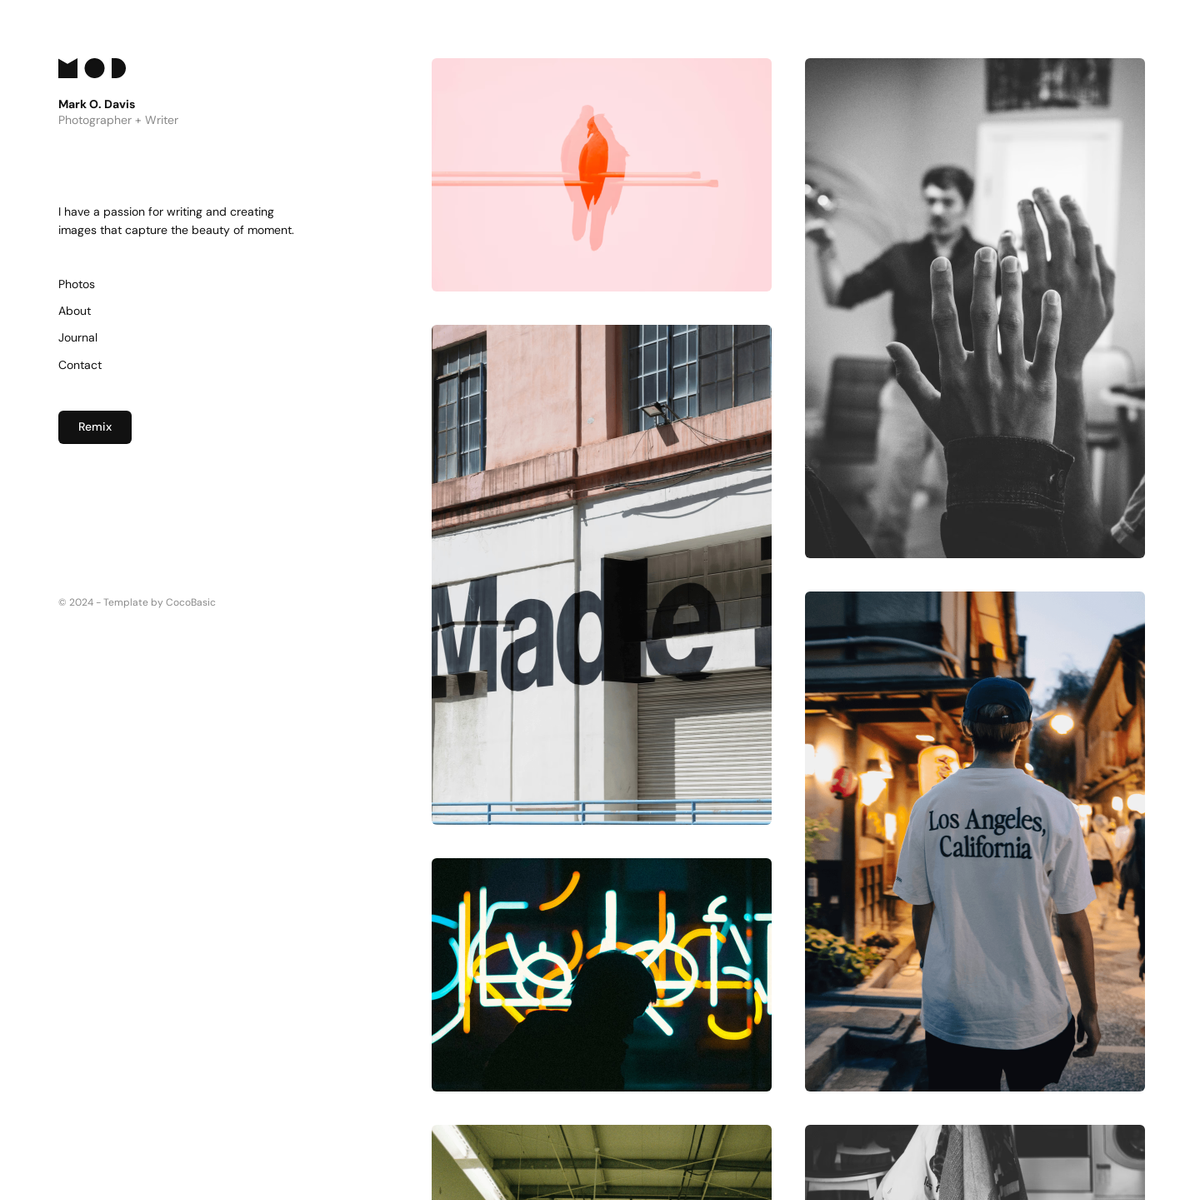 MOD
Mark O. Davis
Photographer + Writer
I have a passion for writing and creating
images that capture the beauty of moment.
Photos
About
Journal
Contact
Remix
© 2024 - Template by CocoBasic
Made
Los Angeles,
California